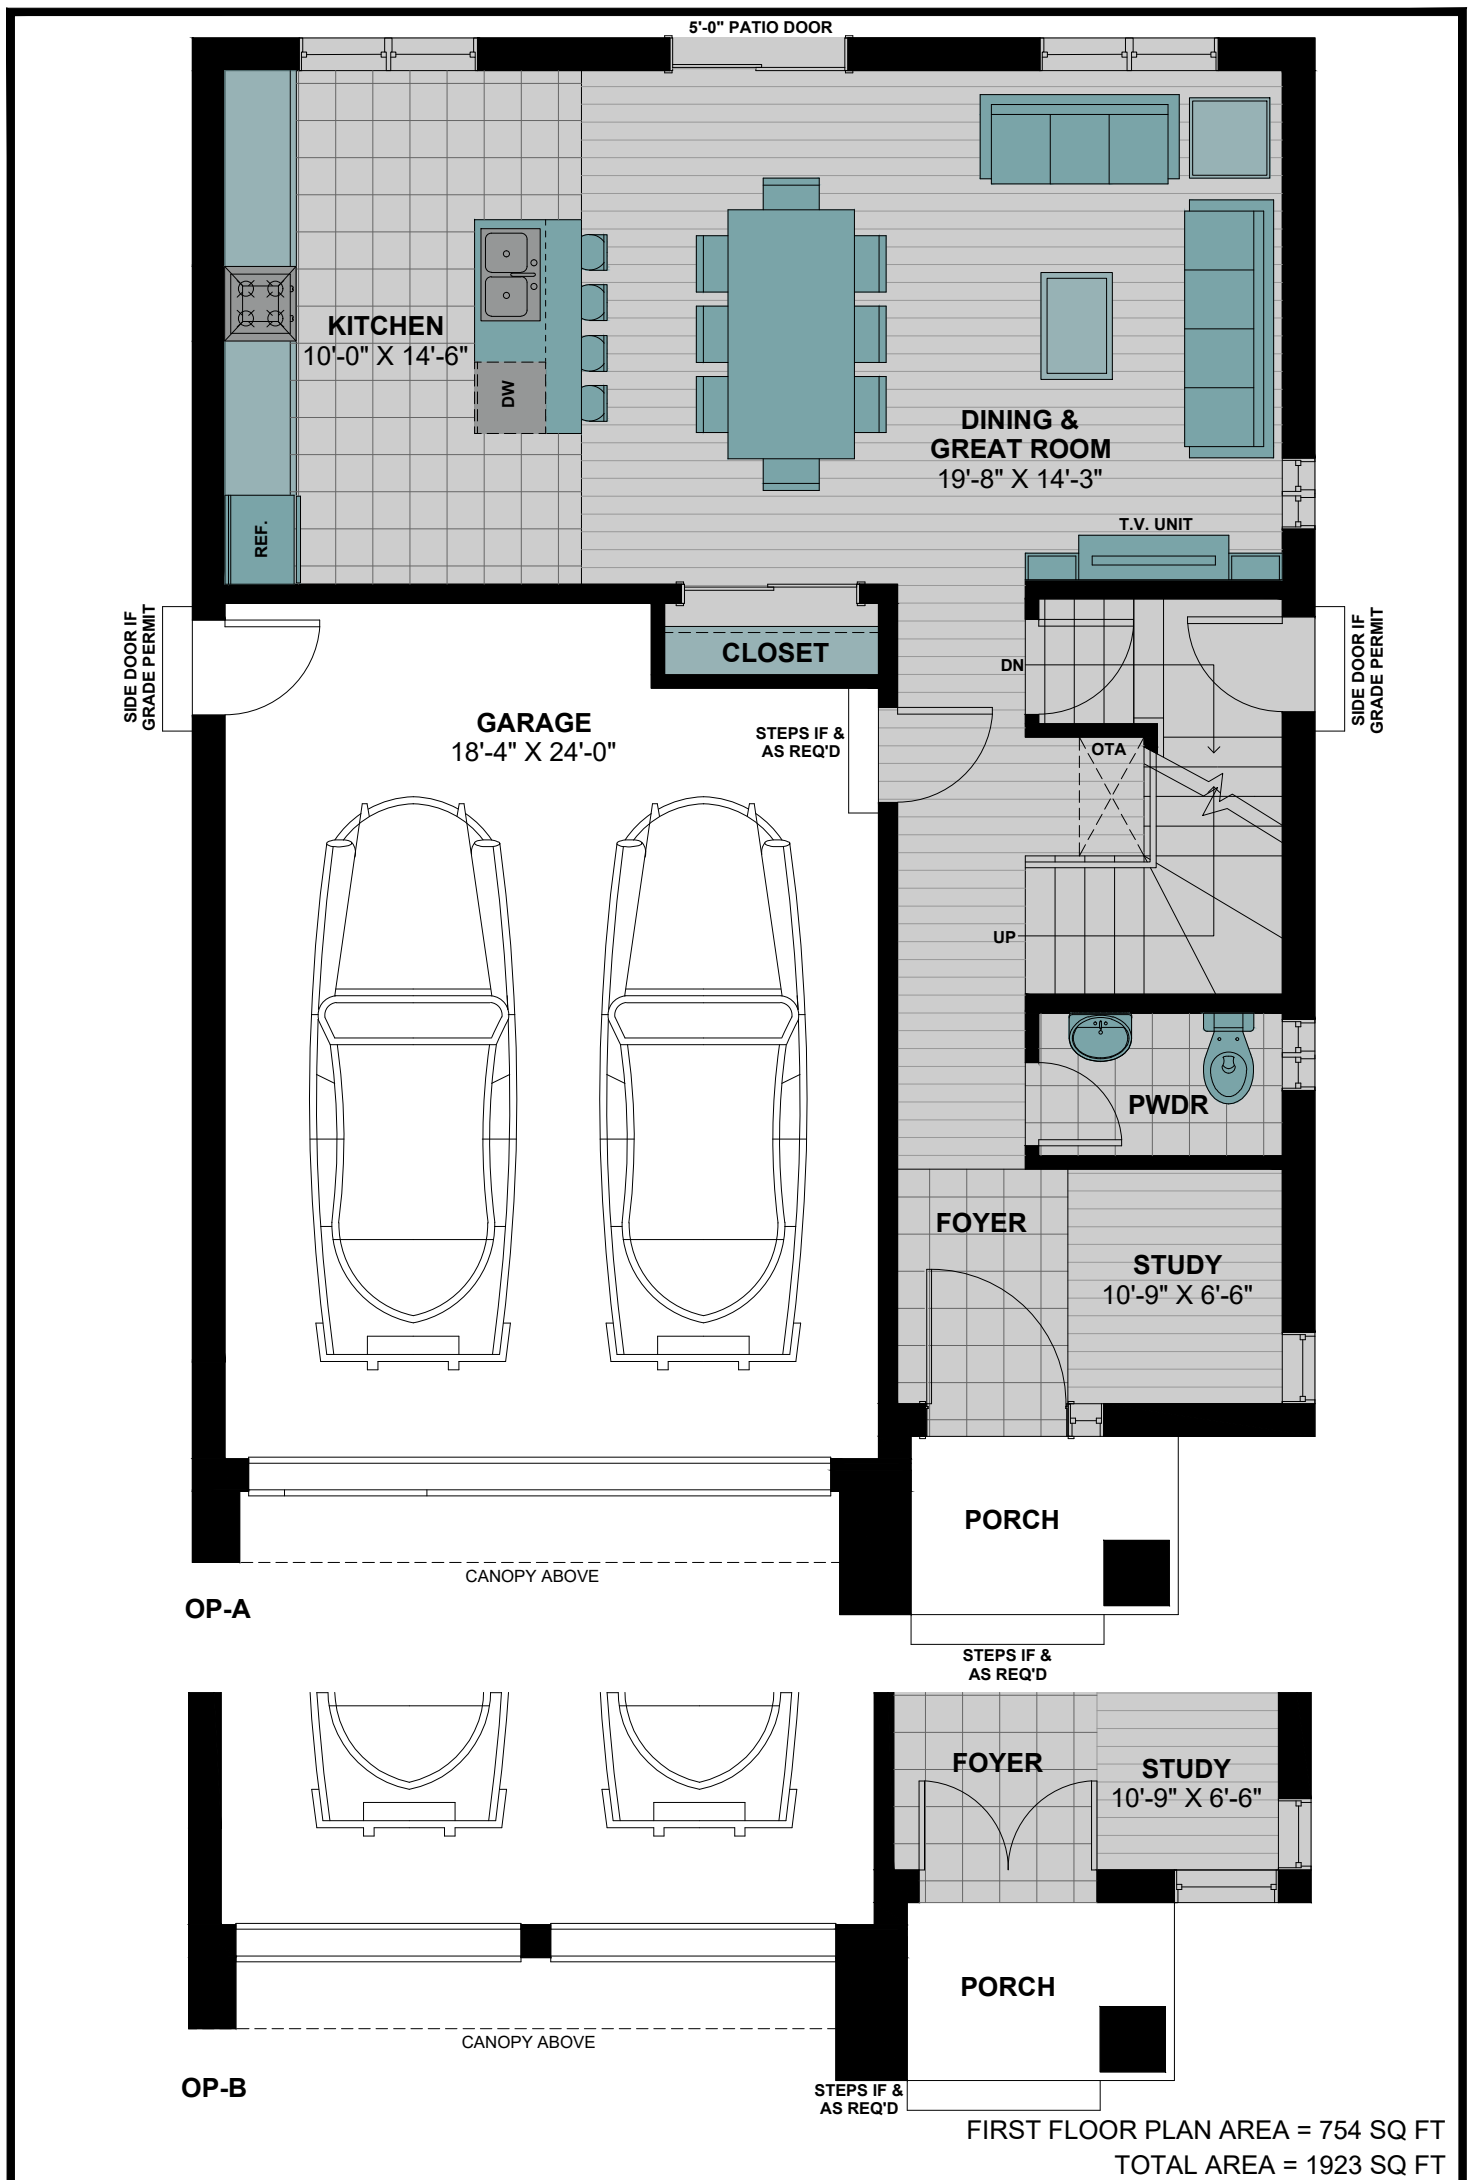 5'-0" PATIO DOOR
KITCHEN
10'-0" X 14'-6"
DW
REF.
DINING &
GREAT ROOM
19'-8" X 14'-3"
T.V. UNIT
SIDE DOOR IF
GRADE PERMIT
CLOSET
DN
SIDE DOOR IF
GRADE PERMIT
GARAGE
18'-4" X 24'-0"
STEPS IF &
AS REQ'D
OTA
UP
PWDR
FOYER
STUDY
10'-9" X 6'-6"
PORCH
CANOPY ABOVE
OP-A
STEPS IF &
AS REQ'D
FOYER
STUDY
10'-9" X 6'-6"
PORCH
CANOPY ABOVE
OP-B
STEPS IF &
AS REQ'D
FIRST FLOOR PLAN AREA = 754 SQ FT
TOTAL AREA = 1923 SQ FT